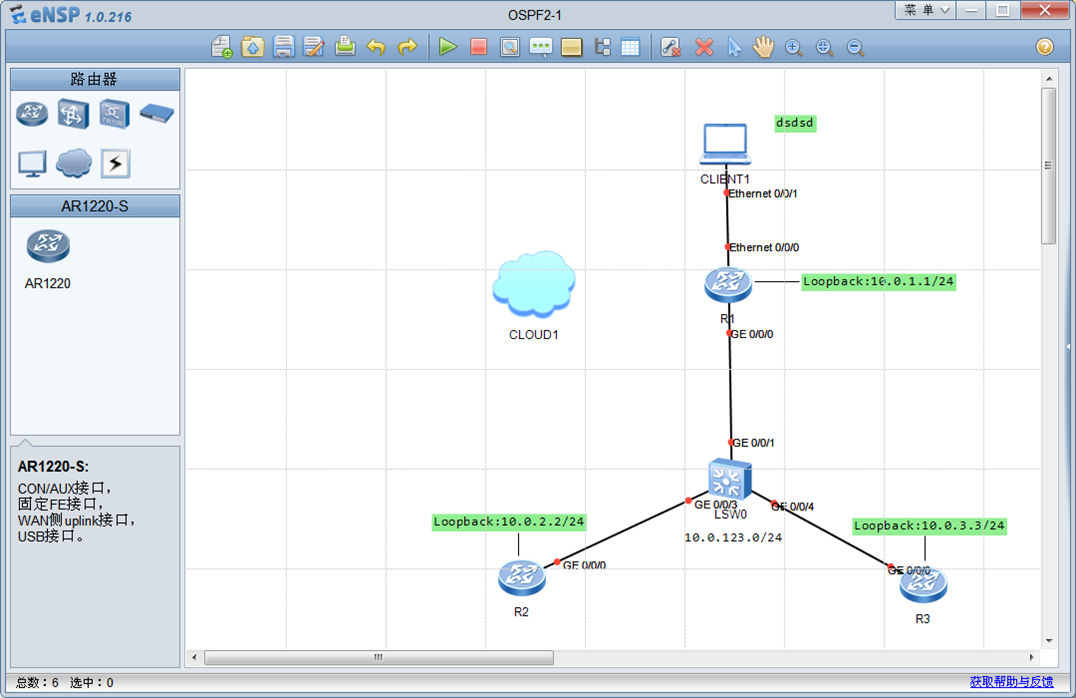 eNSP 1.0.216
OSPF2-1
菜 单
路由器
AR1220-S
AR1220
AR1220-S:
CON/AUX接口，
固定FE接口，
WAN侧uplink接口，
USB接口。
dsdsd
CLIENT1
Ethernet 0/0/1
Ethernet 0/0/0
Loopback:10.0.1.1/24
R1
GE 0/0/0
CLOUD1
GE 0/0/1
GE 0/0/3
GE 0/0/4
LSW0
10.0.123.0/24
Loopback:10.0.2.2/24
GE 0/0/0
R2
Loopback:10.0.3.3/24
GE 0/0/0
R3
总数：6 选中：0
获取帮助与反馈